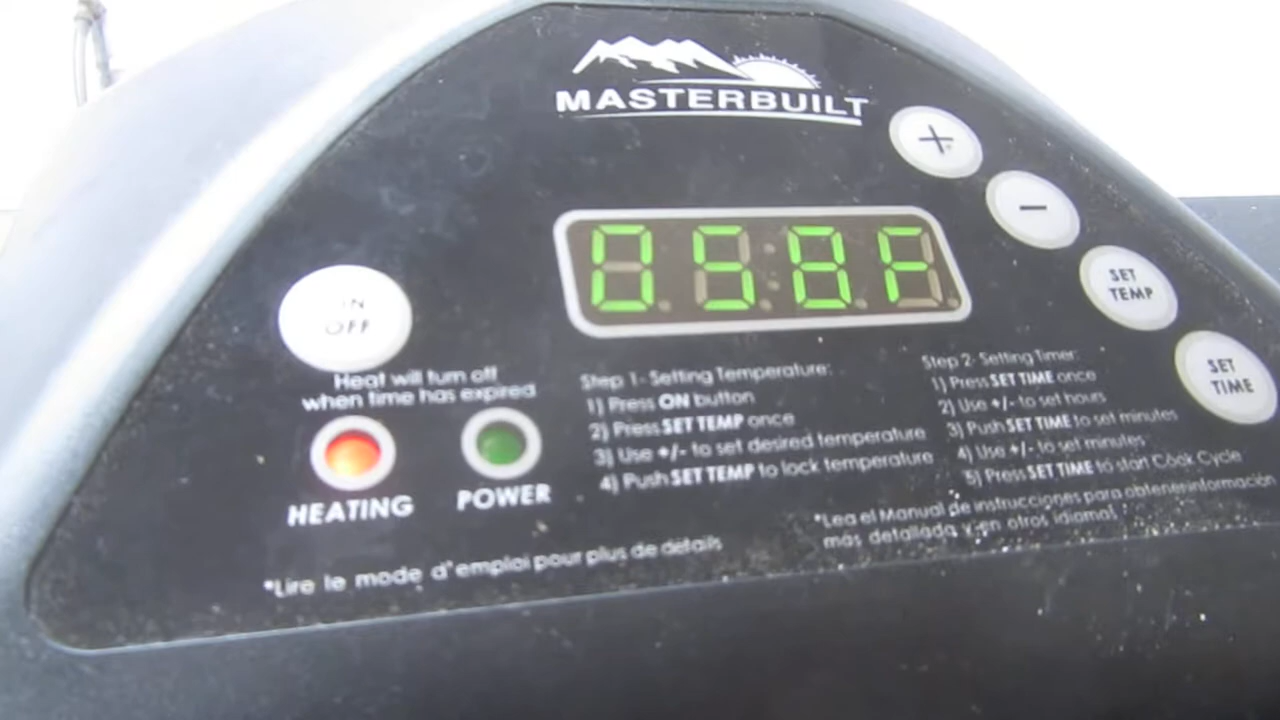 MASTERBUILT
+
−
SET
TEMP
SET
TIME
058F
ON
OFF
Heat will turn off
when time has expired
HEATING
POWER
Step 1- Setting Temperature:
1) Press ON button
2) Press SET TEMP once
3) Use +/- to set desired temperature
4) Push SET TEMP to lock temperature
Step 2- Setting Timer:
1) Press SET TIME once
2) Use +/- to set hours
3) Push SET TIME to set minutes
4) Use +/- to set minutes
5) Press SET TIME to start Cook Cycle
*Lire le mode d'emploi pour plus de details
*Lea el Manual de instrucciones para obtener información
más detallada y en otros idiomal